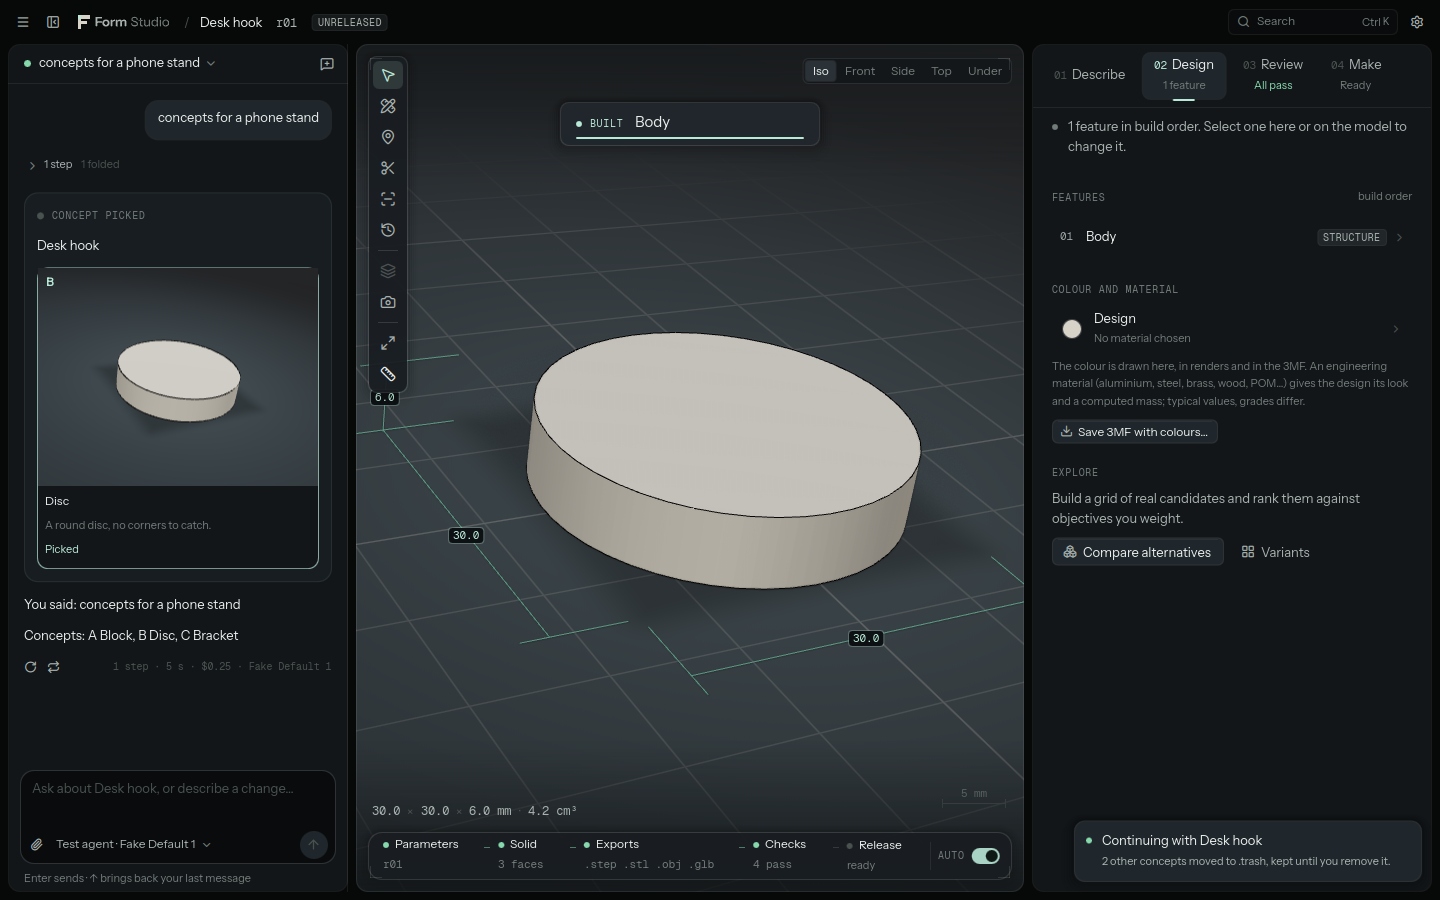 Form Studio / Desk hook r01 UNRELEASED
Search Ctrl K
concepts for a phone stand
concepts for a phone stand
1 step 1 folded
CONCEPT PICKED
Desk hook
B
Disc
A round disc, no corners to catch.
Picked
You said: concepts for a phone stand
Concepts: A Block, B Disc, C Bracket
1 step · 5 s · $0.25 · Fake Default 1
Ask about Desk hook, or describe a change...
Test agent · Fake Default 1
Enter sends · ↑ brings back your last message
Iso Front Side Top Under
BUILT Body
6.0
30.0
30.0
5 mm
30.0 × 30.0 × 6.0 mm · 4.2 cm³
Parameters – Solid – Exports – Checks – Release
r01 3 faces .step .stl .obj .glb 4 pass ready
AUTO
01 Describe
02 Design
1 feature
03 Review
All pass
04 Make
Ready
1 feature in build order. Select one here or on the model to
change it.
FEATURES build order
01 Body STRUCTURE
COLOUR AND MATERIAL
Design
No material chosen
The colour is drawn here, in renders and in the 3MF. An engineering
material (aluminium, steel, brass, wood, POM...) gives the design its look
and a computed mass; typical values, grades differ.
Save 3MF with colours...
EXPLORE
Build a grid of real candidates and rank them against
objectives you weight.
Compare alternatives Variants
Continuing with Desk hook
2 other concepts moved to .trash, kept until you remove it.